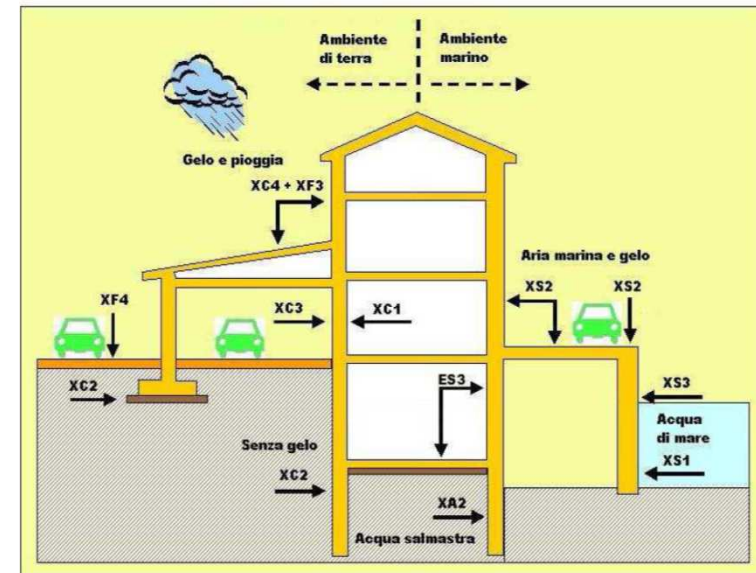 Ambiente
di terra
Ambiente
marino
Gelo e pioggia
XC4 + XF3
Aria marina e gelo
XS2
XS2
XF4
XC3
XC1
XC2
ES3
XS3
Acqua
di mare
XS1
Senza gelo
XC2
XA2
Acqua salmastra